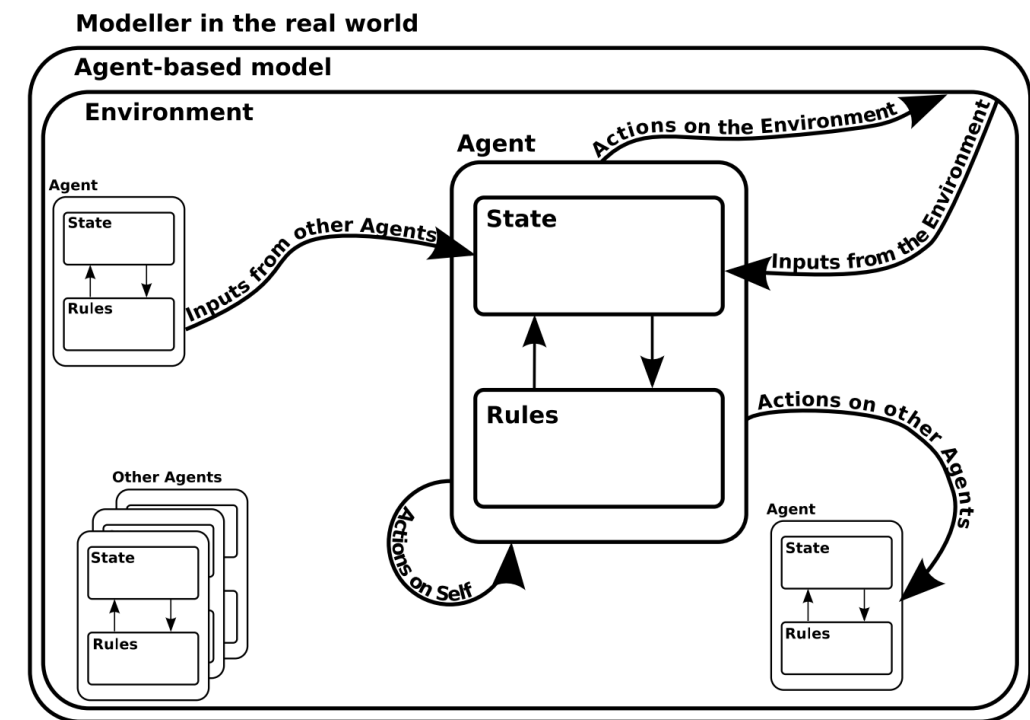 Modeller in the real world
Agent-based model
Environment
Actions on the Environment
Inputs from the Environment
Agent
State
Rules
Agent
State
Rules
Inputs from other Agents
Actions on other Agents
Actions on Self
Other Agents
State
Rules
Agent
State
Rules